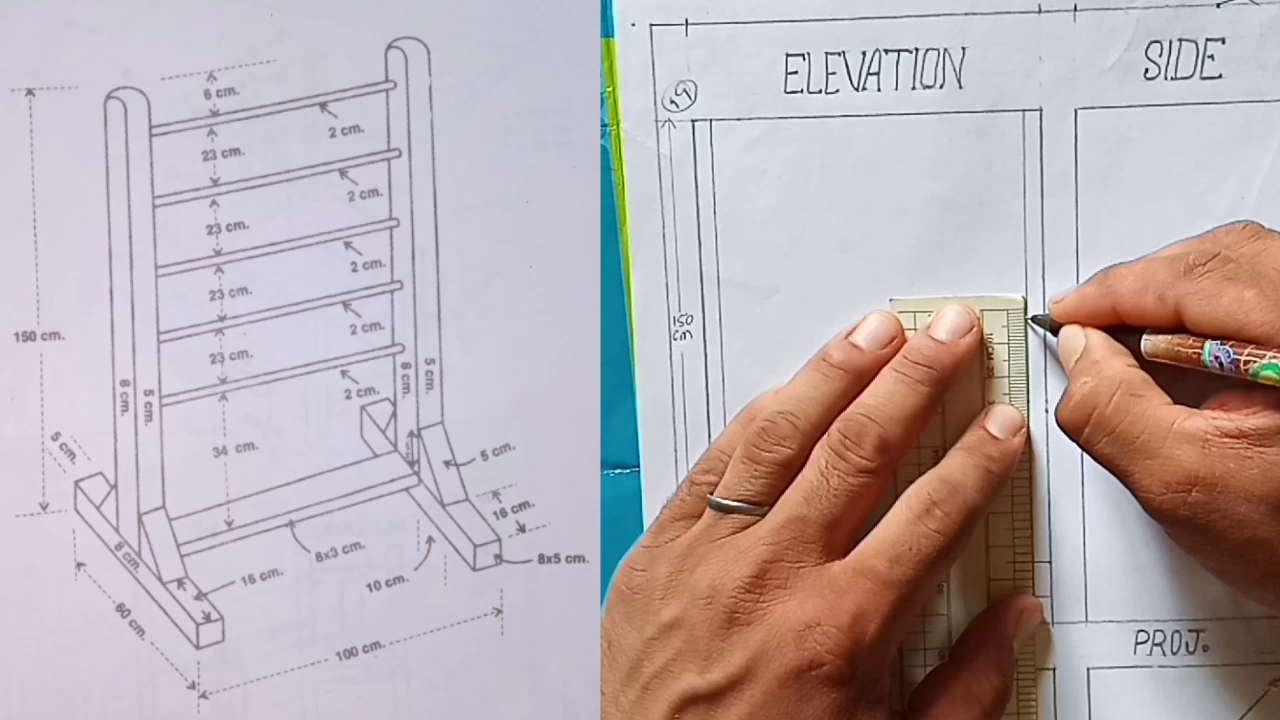 6 cm.
2 cm.
23 cm.
2 cm.
23 cm.
2 cm.
23 cm.
2 cm.
23 cm.
2 cm.
150 cm.
8 cm.
5 cm.
8 cm.
5 cm.
34 cm.
5 cm.
5 cm.
16 cm.
8x3 cm.
8x5 cm.
8 cm.
16 cm.
10 cm.
60 cm.
100 cm.
ELEVATION
SIDE
150
cm
PROJ.